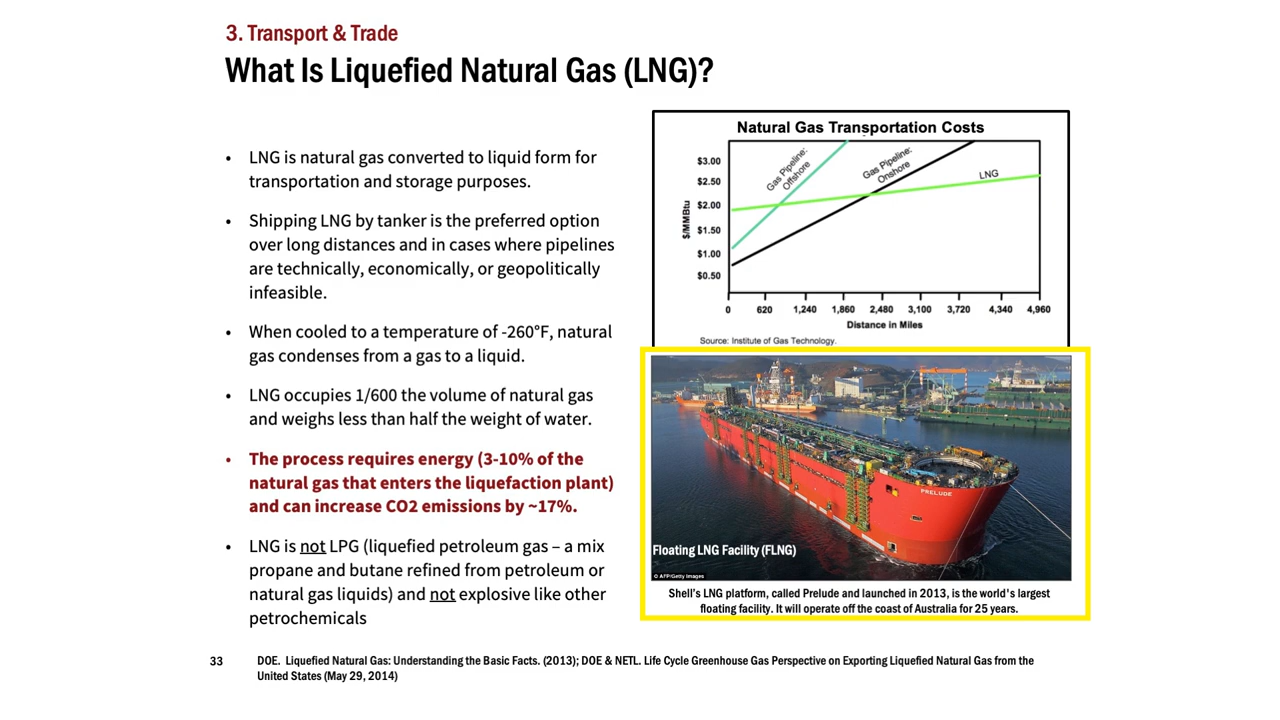 3. Transport & Trade
What Is Liquefied Natural Gas (LNG)?
• LNG is natural gas converted to liquid form for
transportation and storage purposes.
• Shipping LNG by tanker is the preferred option
over long distances and in cases where pipelines
are technically, economically, or geopolitically
infeasible.
• When cooled to a temperature of -260°F, natural
gas condenses from a gas to a liquid.
• LNG occupies 1/600 the volume of natural gas
and weighs less than half the weight of water.
• The process requires energy (3-10% of the
natural gas that enters the liquefaction plant)
and can increase CO2 emissions by ~17%.
• LNG is not LPG (liquefied petroleum gas – a mix
propane and butane refined from petroleum or
natural gas liquids) and not explosive like other
petrochemicals
Natural Gas Transportation Costs
$/MMBtu
$3.00
$2.50
$2.00
$1.50
$1.00
$0.50
Gas Pipeline:
Offshore
Gas Pipeline:
Onshore
LNG
0 620 1,240 1,860 2,480 3,100 3,720 4,340 4,960
Distance in Miles
Source: Institute of Gas Technology.
PRELUDE
Floating LNG Facility (FLNG)
© AFP/Getty Images
Shell's LNG platform, called Prelude and launched in 2013, is the world's largest
floating facility. It will operate off the coast of Australia for 25 years.
33
DOE. Liquefied Natural Gas: Understanding the Basic Facts. (2013); DOE & NETL. Life Cycle Greenhouse Gas Perspective on Exporting Liquefied Natural Gas from the
United States (May 29, 2014)